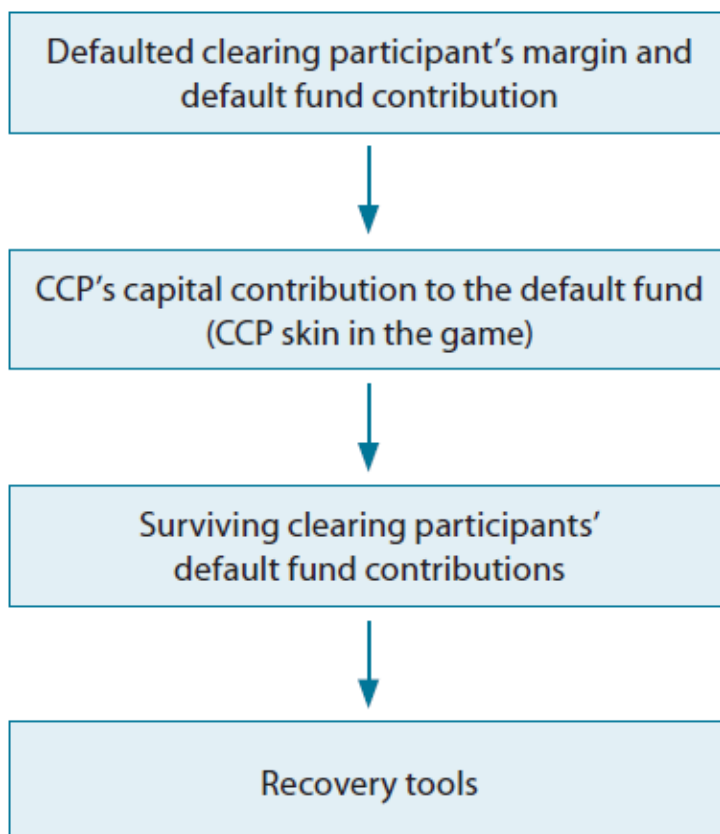 Defaulted clearing participant’s margin and
default fund contribution
CCP’s capital contribution to the default fund
(CCP skin in the game)
Surviving clearing participants’
default fund contributions
Recovery tools